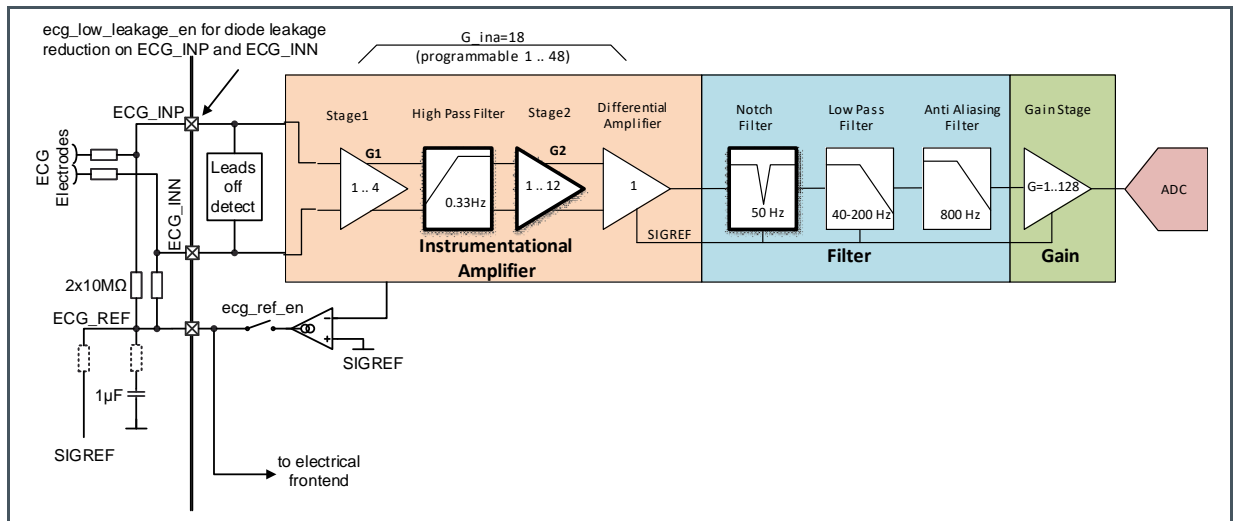 ecg_low_leakage_en for diode leakage
reduction on ECG_INP and ECG_INN
G_ina=18
(programmable 1 .. 48)
ECG_INP
Stage1
High Pass Filter
Stage2
Differential
Amplifier
Notch
Filter
Low Pass
Filter
Anti Aliasing
Filter
Gain Stage
ECG
Electrodes
Leads
off
detect
G1
G2
1 .. 4
0.33Hz
1 .. 12
1
50 Hz
40-200 Hz
800 Hz
G=1..128
ADC
ECG_INN
SIGREF
Instrumentational
Amplifier
Filter
Gain
2x10MΩ
ecg_ref_en
ECG_REF
SIGREF
1µF
SIGREF
to electrical
frontend